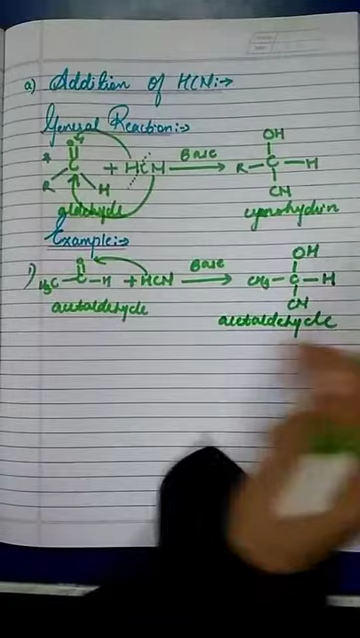 a) Addition of HCN:→
General Reaction:→
O
R C H + HCN Base → R–C–H
OH
CN
aldehyde cyanohydrin
Example:→
O
1) H3C–C–H + HCN Base → CH3–C–H
OH
CN
acetaldehyde acetaldehyde